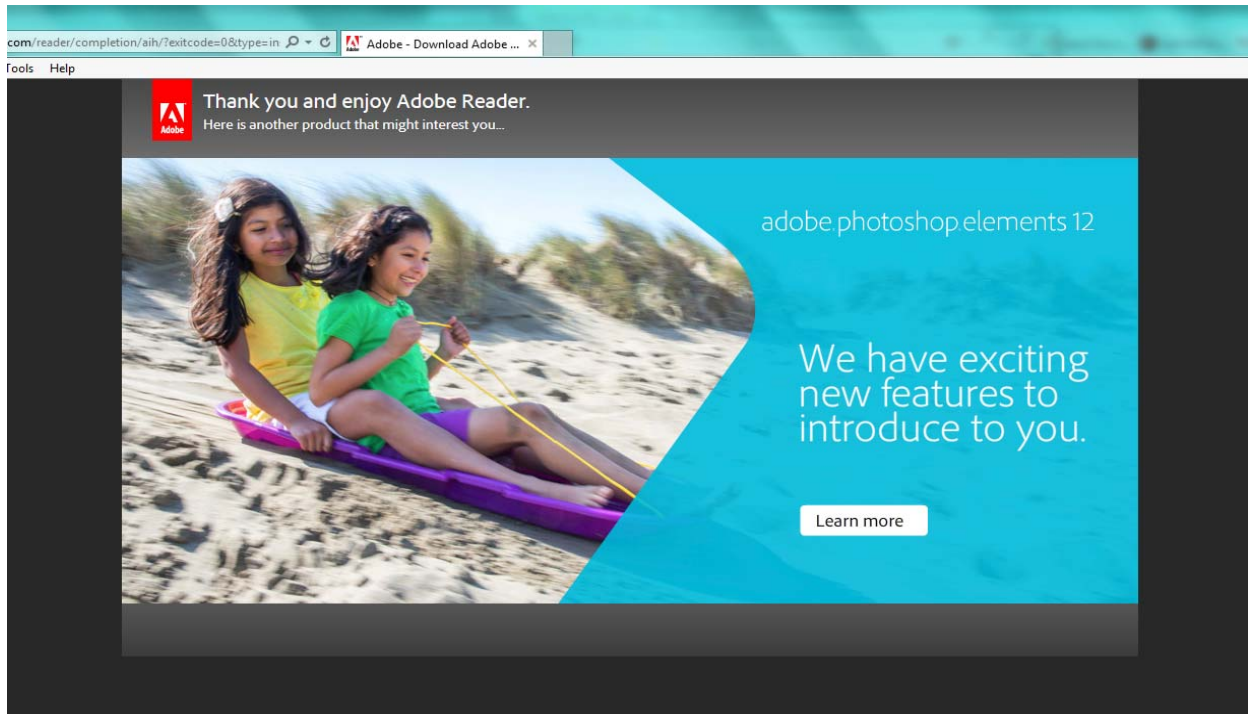 com/reader/completion/aih/?exitcode=0&type=in
Adobe - Download Adobe ...
Tools Help
Adobe
Thank you and enjoy Adobe Reader.
Here is another product that might interest you...
adobe.photoshop.elements 12
We have exciting
new features to
introduce to you.
Learn more